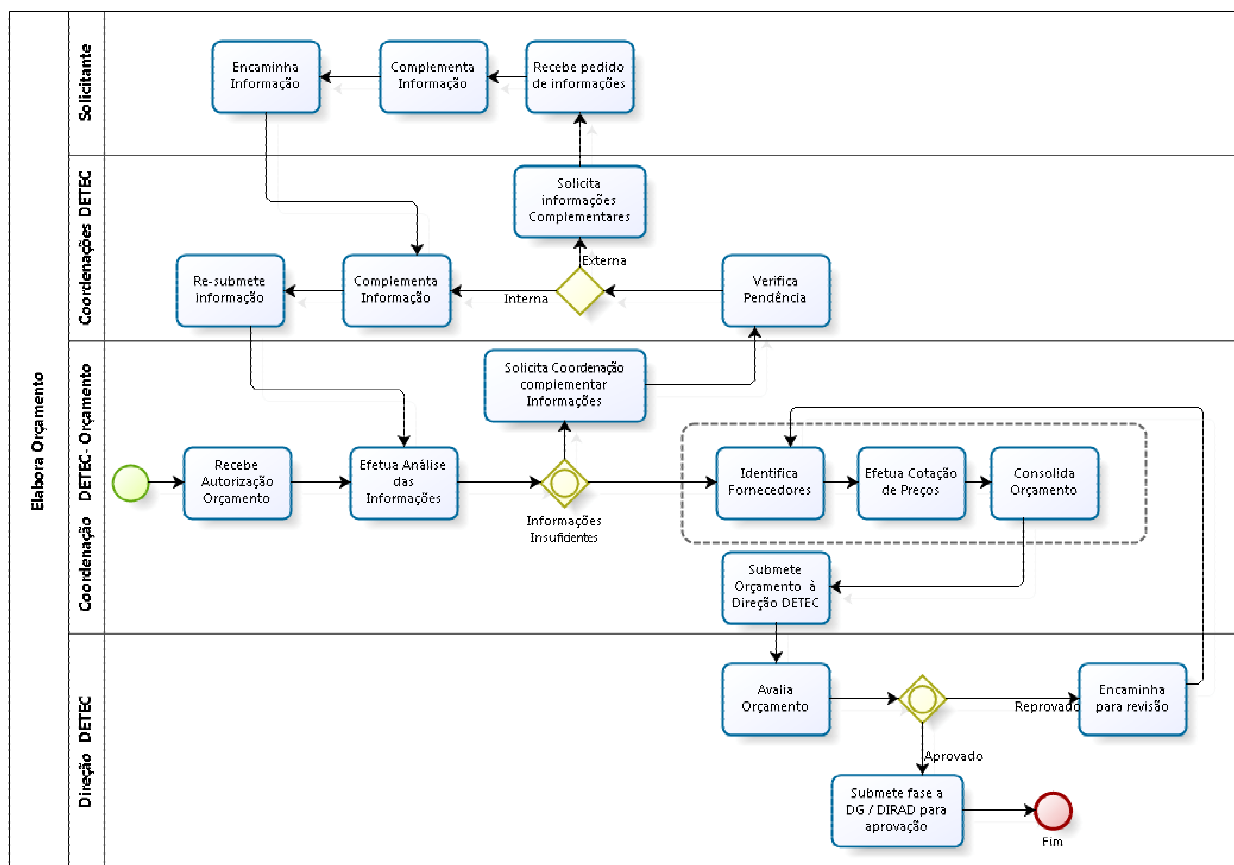 Elabora Orçamento
Solicitante
Encaminha
Informação
Complementa
Informação
Recebe pedido
de informações
Coordenações DETEC
Solicita
informações
Complementares
Externa
Re-submete
Informação
Complementa
Informação
Interna
Verifica
Pendência
Coordenação DETEC- Orçamento
Solicita Coordenação
complementar
Informações
Recebe
Autorização
Orçamento
Efetua Análise
das
Informações
Informações
Insuficientes
Identifica
Fornecedores
Efetua Cotação
de Preços
Consolida
Orçamento
Submete
Orçamento à
Direção DETEC
Direção DETEC
Avalia
Orçamento
Reprovado
Encaminha
para revisão
Aprovado
Submete fase a
DG / DIRAD para
aprovação
Fim